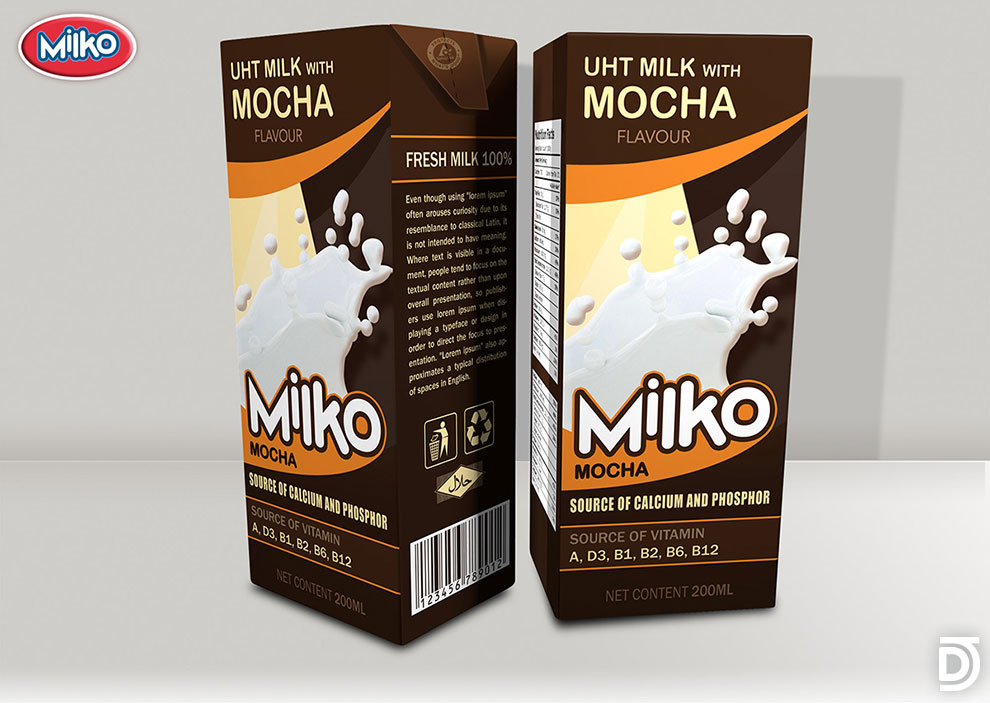 Milko
UHT MILK WITH
MOCHA
FLAVOUR
Milko
MOCHA
SOURCE OF CALCIUM AND PHOSPHOR
SOURCE OF VITAMIN
A, D3, B1, B2, B6, B12
NET CONTENT 200ML
FRESH MILK 100%
Even though using "lorem ipsum"
often arouses curiosity due to its
resemblance to classical Latin, it
is not intended to have meaning.
Where text is visible in a docu-
ment, people tend to focus on the
textual content rather than upon
overall presentation, so publish-
ers use lorem ipsum when dis-
playing a typeface or design in
order to direct the focus to pres-
entation. "Lorem ipsum" also ap-
proximates a typical distribution
of spaces in English.
حلال
123456 789012
Nutrition Facts
UHT MILK WITH
MOCHA
FLAVOUR
Milko
MOCHA
SOURCE OF CALCIUM AND PHOSPHOR
SOURCE OF VITAMIN
A, D3, B1, B2, B6, B12
NET CONTENT 200ML